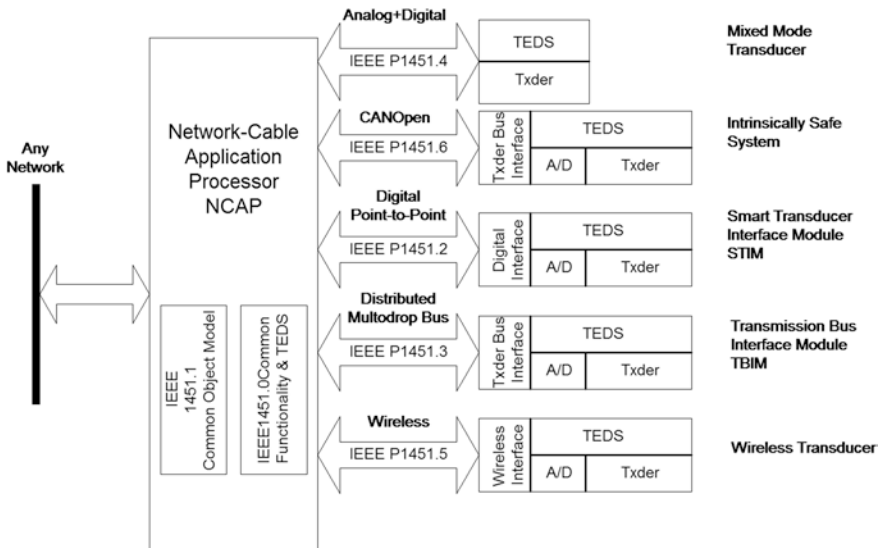 Any
Network
Network-Cable
Application
Processor
NCAP
IEEE
1451.1
Common Object Model
IEEE1451.0Common
Functionality & TEDS
Analog+Digital
IEEE P1451.4
TEDS
Txder
Mixed Mode
Transducer
CANOpen
IEEE P1451.6
Txder Bus
Interface
TEDS
A/D
Txder
Intrinsically Safe
System
Digital
Point-to-Point
IEEE P1451.2
Digital
Interface
TEDS
A/D
Txder
Smart Transducer
Interface Module
STIM
Distributed
Multodrop Bus
IEEE P1451.3
Txder Bus
Interface
TEDS
A/D
Txder
Transmission Bus
Interface Module
TBIM
Wireless
IEEE P1451.5
Wireless
Interface
TEDS
A/D
Txder
Wireless Transducer